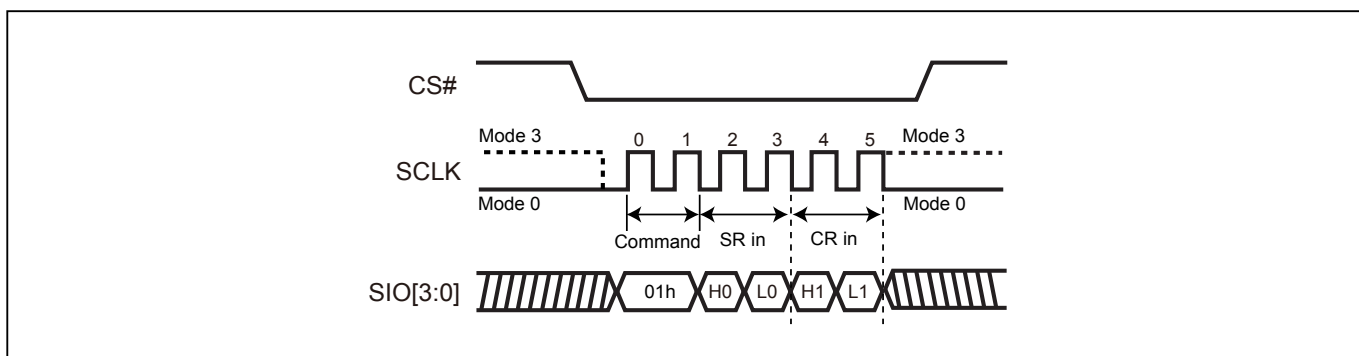 CS#
Mode 3 0 1 2 3 4 5 Mode 3
SCLK
Mode 0 Mode 0
Command SR in CR in
SIO[3:0] 01h H0 L0 H1 L1